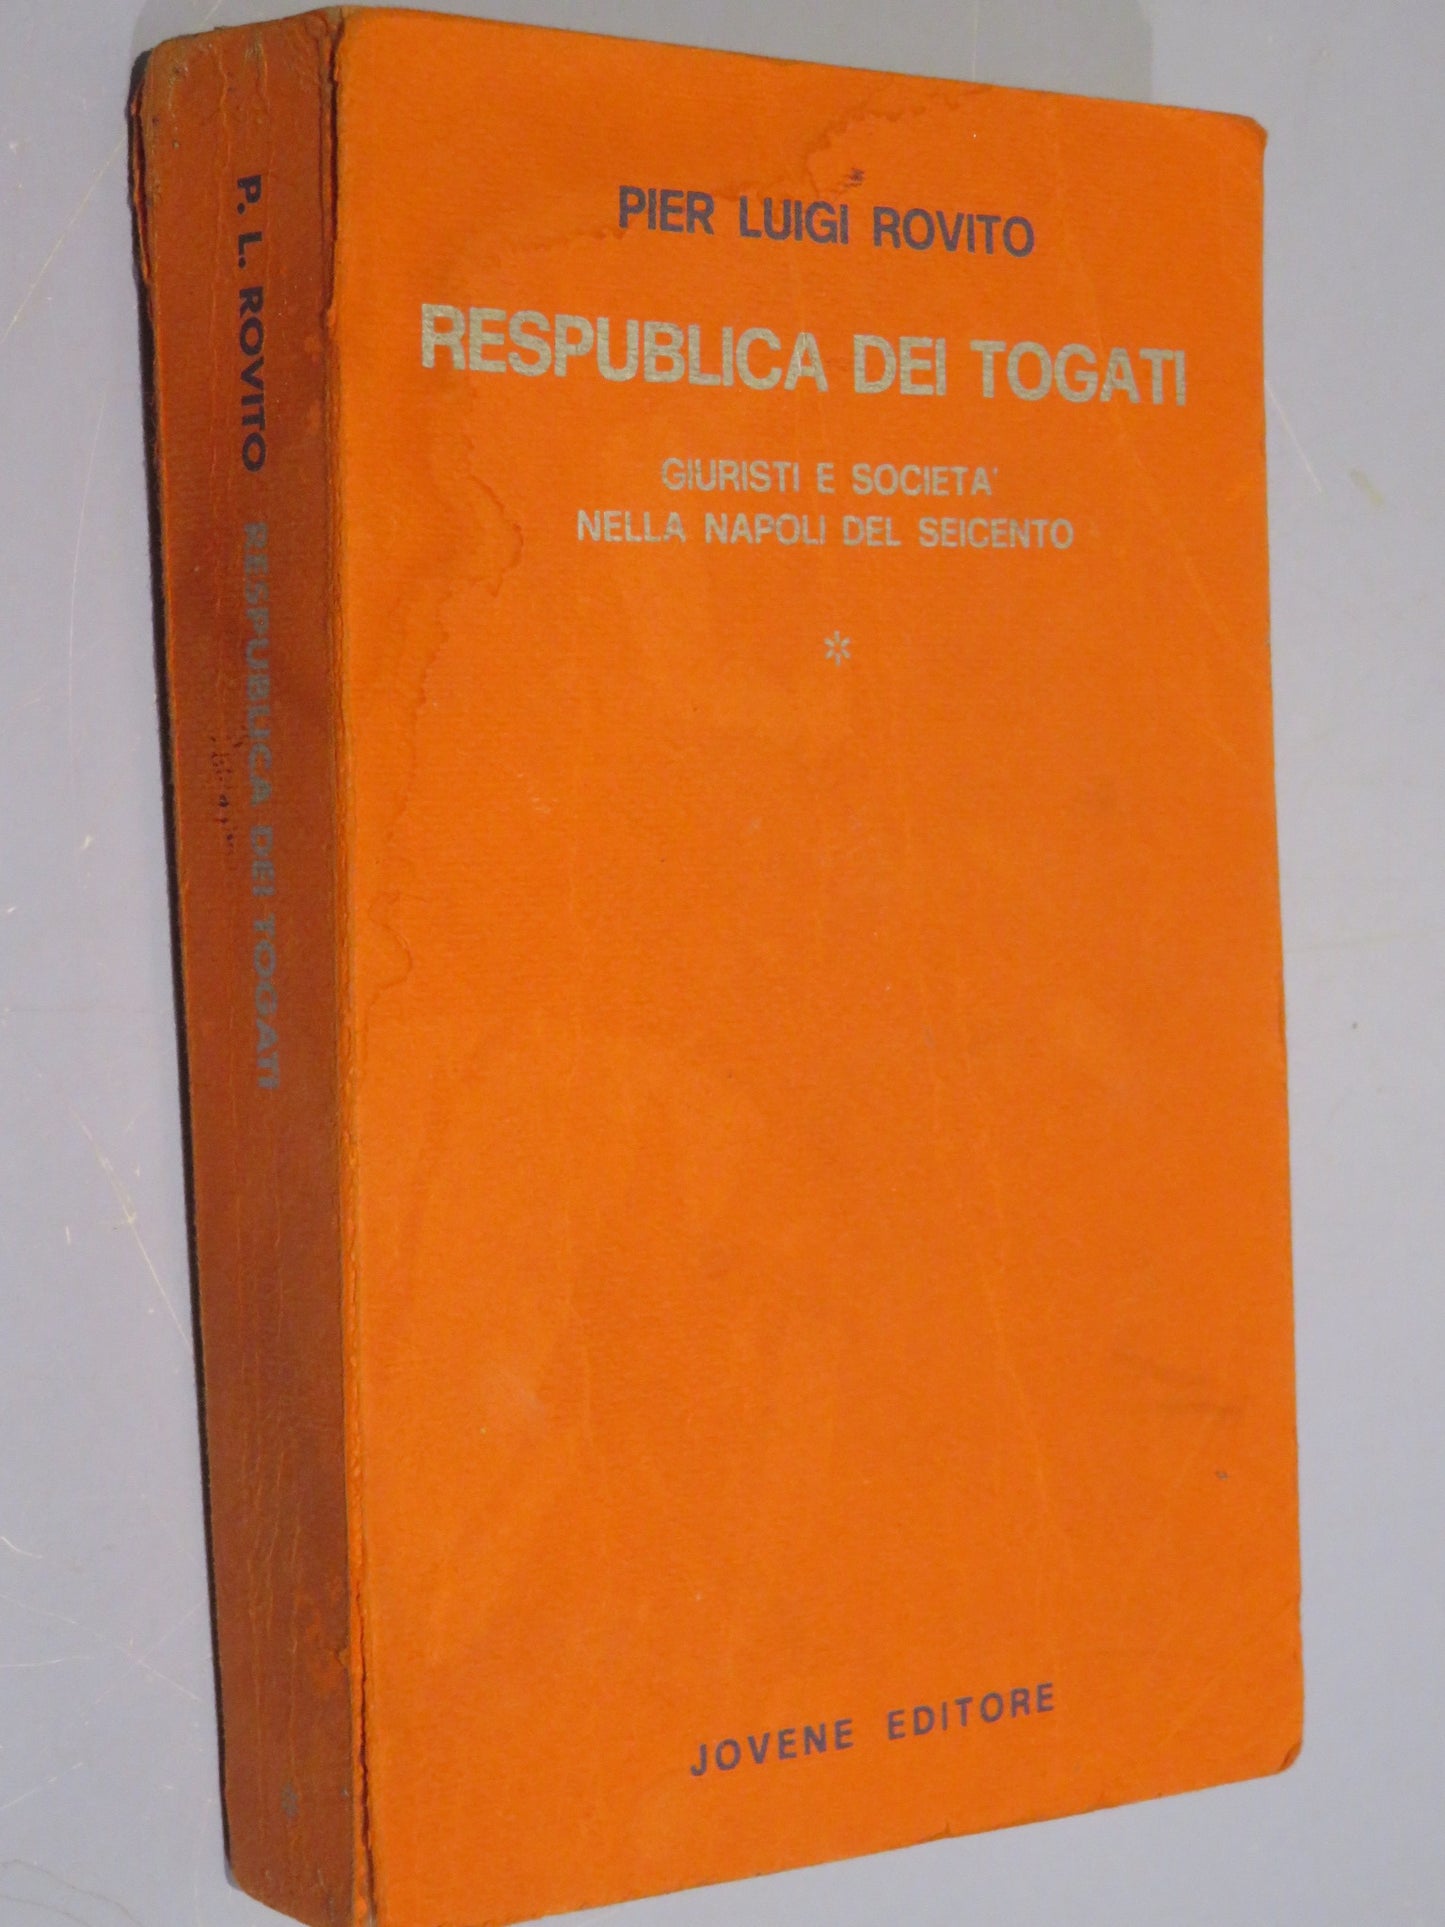 P. L. ROVITO RESPUBLICA DEI TOGATI
PIER LUIGI ROVITO
RESPUBLICA DEI TOGATI
GIURISTI E SOCIETA'
NELLA NAPOLI DEL SEICENTO
*
JOVENE EDITORE